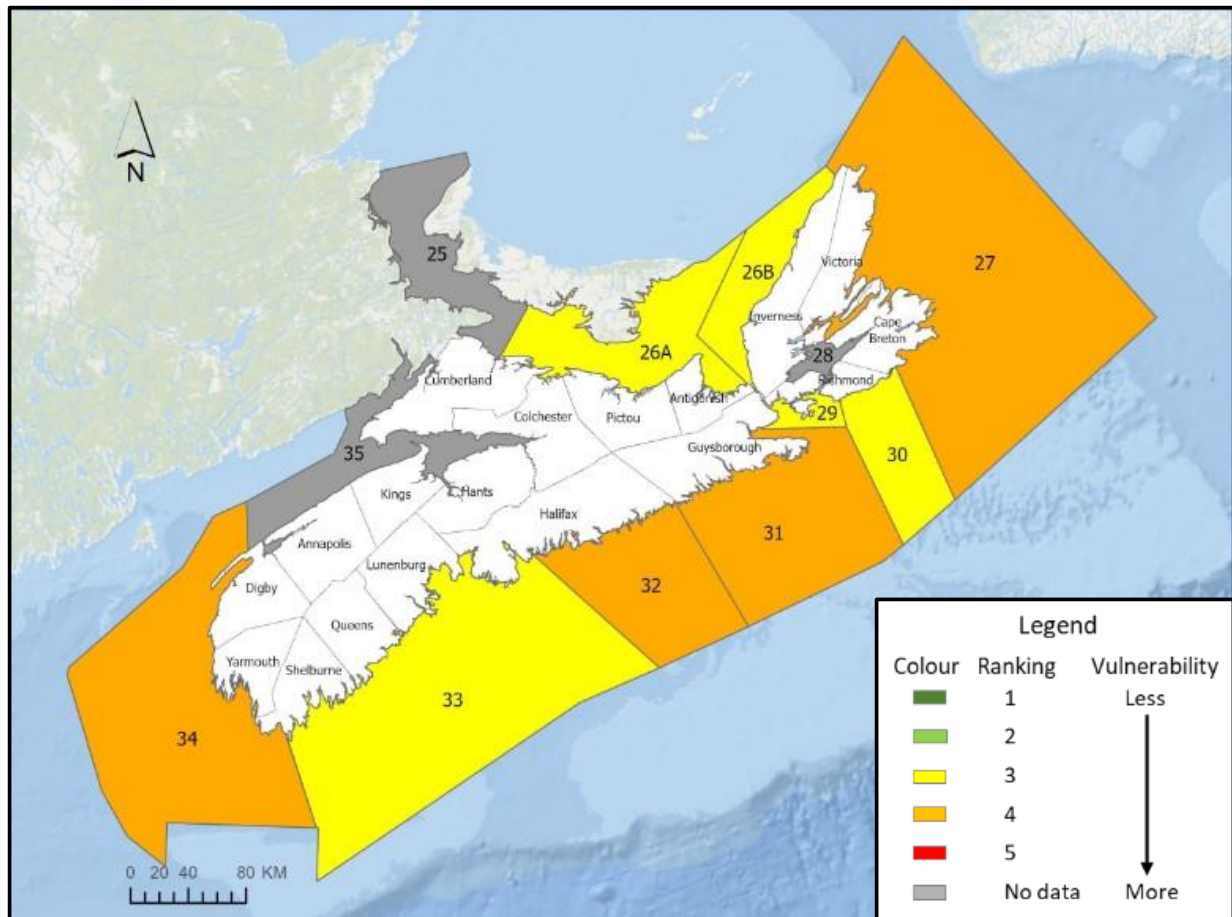 N
25
26A
26B
27
Victoria
Inverness
Cape
Breton
28
Richmond
29
30
Cumberland
Colchester
Pictou
Antigonish
Guysborough
35
Kings
Hants
Halifax
31
Annapolis
Lunenburg
32
Digby
Queens
Yarmouth
Shelburne
33
34
0 20 40 80 KM
Legend
Colour Ranking Vulnerability
1 Less
2
3
4
5
No data More